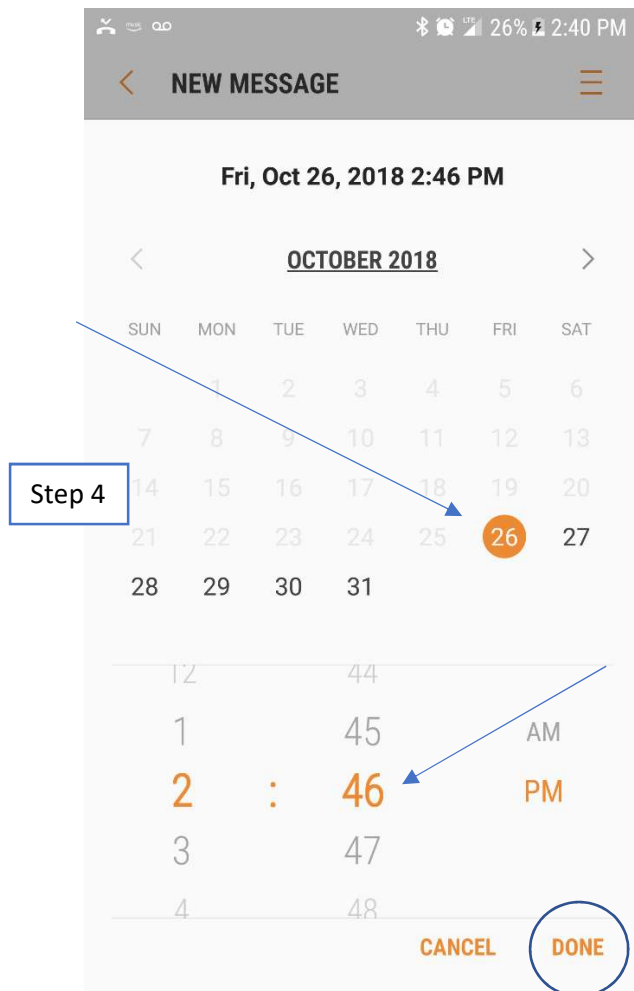 26% 2:40 PM
NEW MESSAGE
Fri, Oct 26, 2018 2:46 PM
OCTOBER 2018
SUN MON TUE WED THU FRI SAT
1 2 3 4 5 6
7 8 9 10 11 12 13
Step 4
14 15 16 17 18 19 20
21 22 23 24 25 26 27
28 29 30 31
12 44
1 45 AM
2 : 46 PM
3 47
4 48
CANCEL DONE